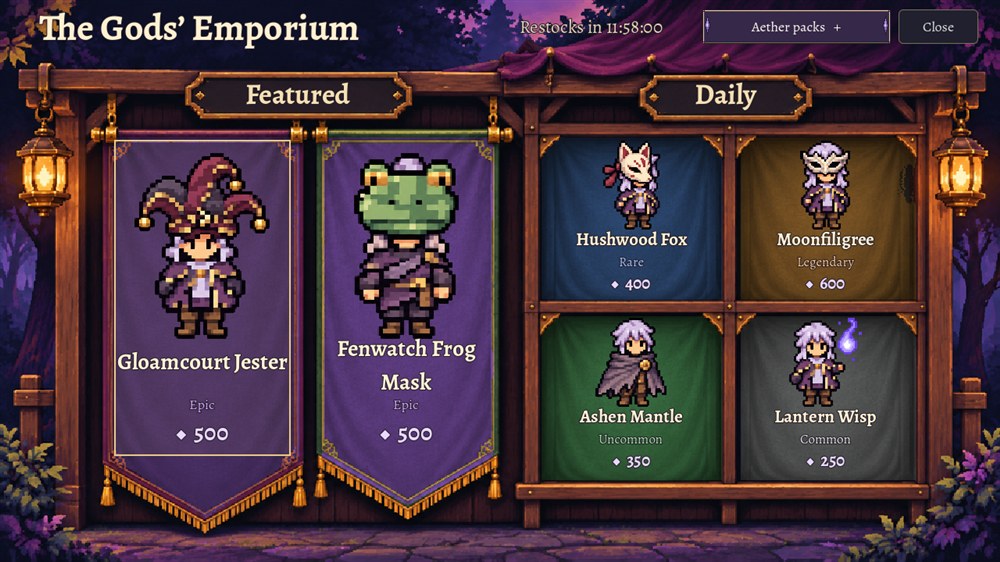 The Gods’ Emporium
Restocks in 11:58:00
Aether packs +
Close
Featured
Daily
Gloamcourt Jester
Epic
500
Fenwatch Frog
Mask
Epic
500
Hushwood Fox
Rare
400
Moonfiligree
Legendary
600
Ashen Mantle
Uncommon
350
Lantern Wisp
Common
250